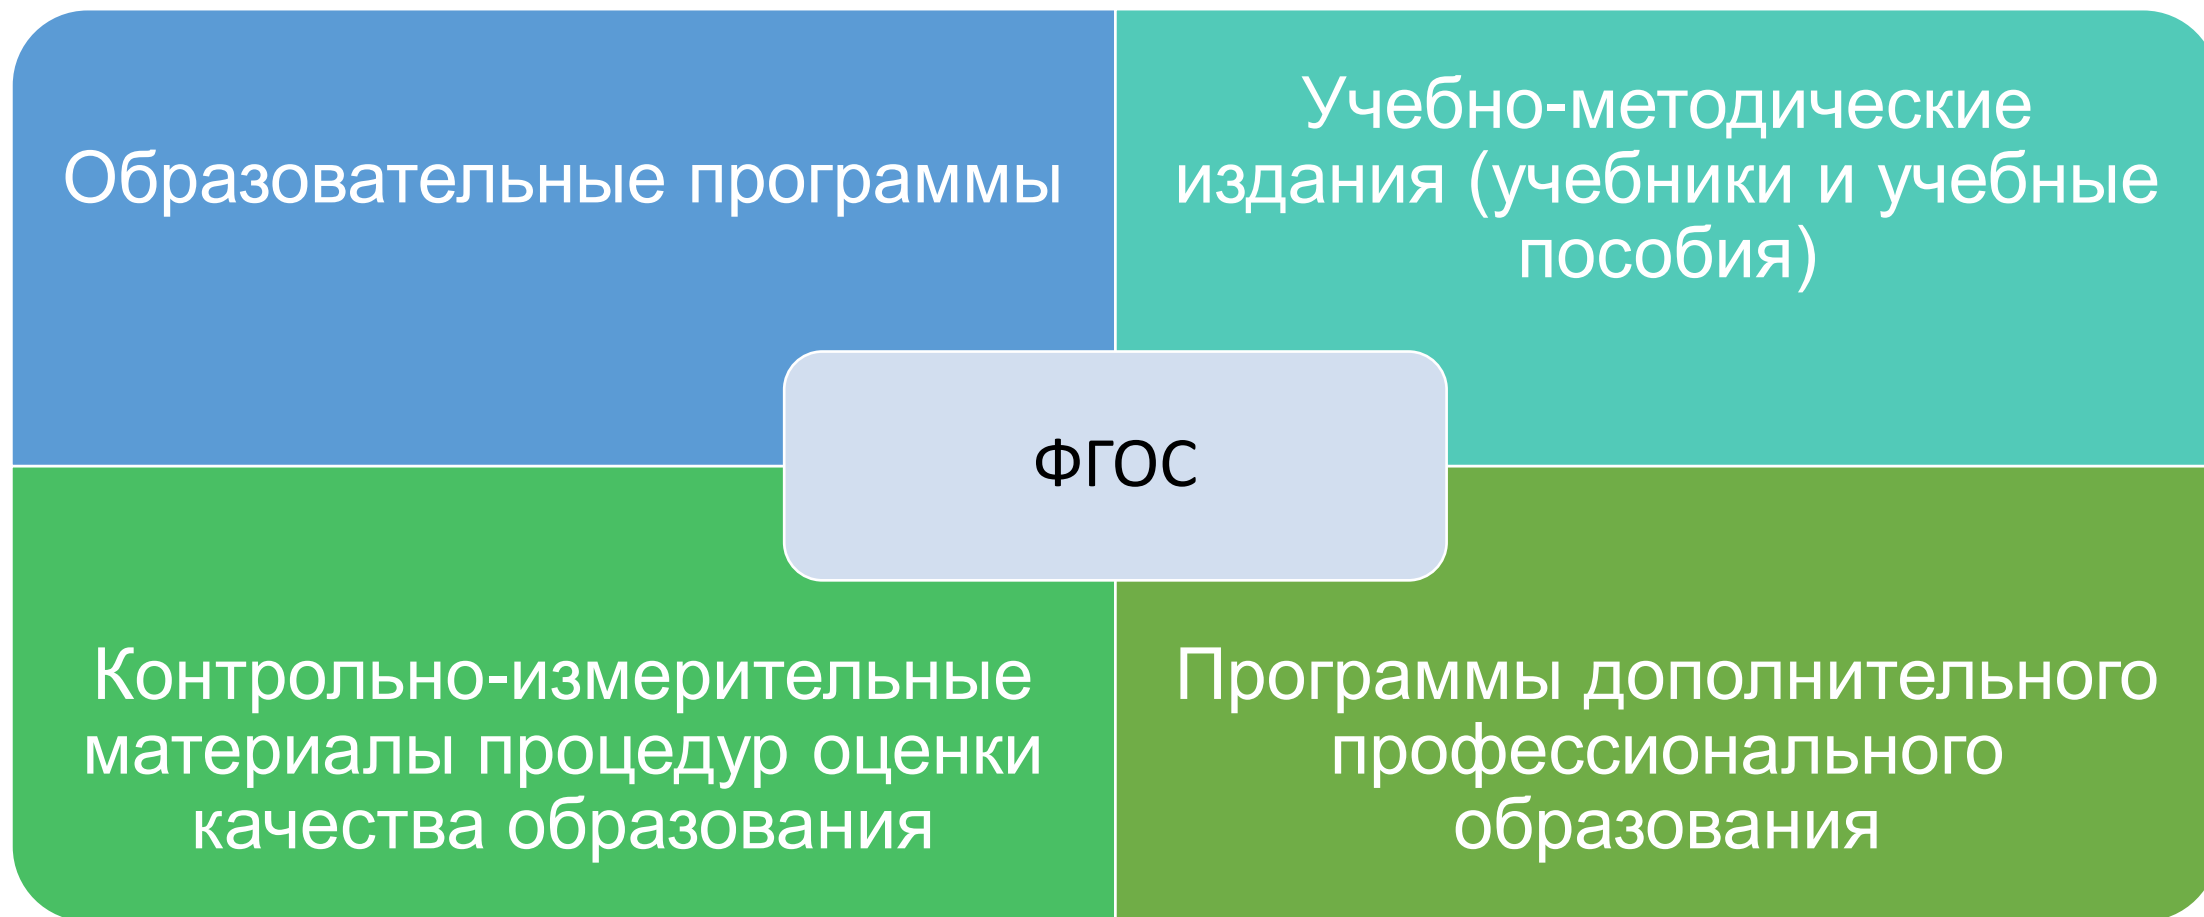 Образовательные программы
Учебно-методические
издания (учебники и учебные
пособия)
ФГОС
Контрольно-измерительные
материалы процедур оценки
качества образования
Программы дополнительного
профессионального
образования